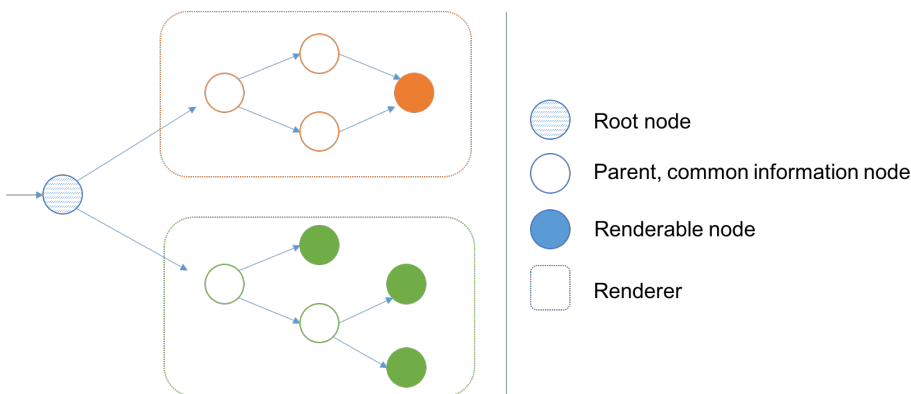 Root node
Parent, common information node
Renderable node
Renderer